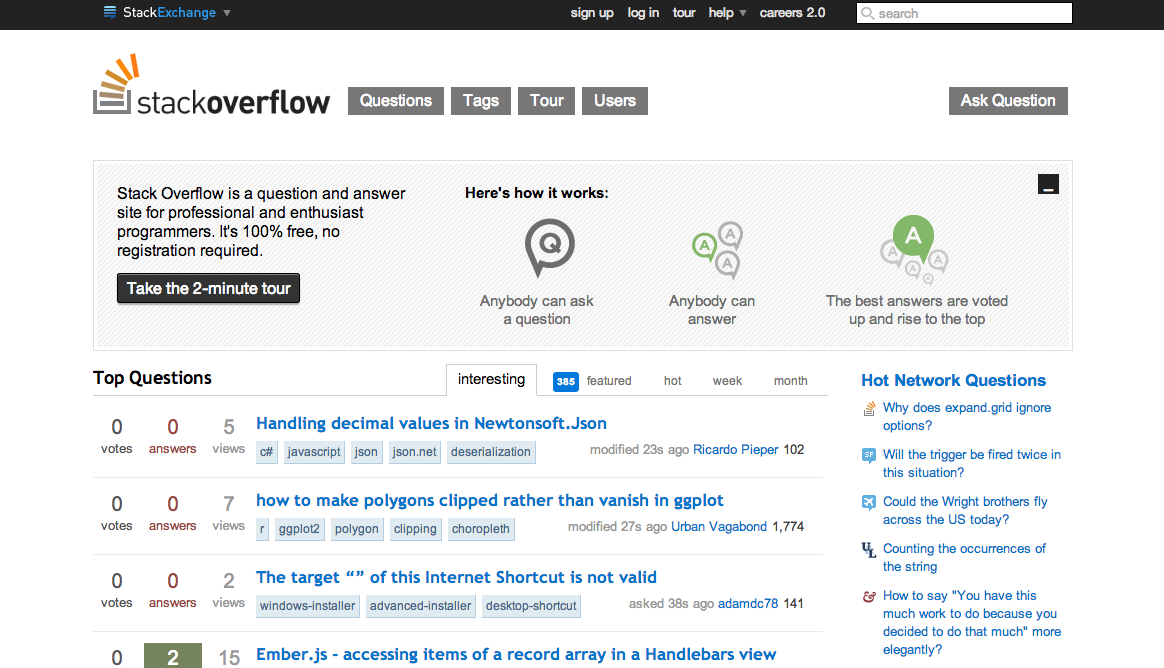 StackExchange ▼ sign up log in tour help ▼ careers 2.0 search
stackoverflow Questions Tags Tour Users Ask Question
Stack Overflow is a question and answer
site for professional and enthusiast
programmers. It's 100% free, no
registration required.
Take the 2-minute tour
Here's how it works:
Q
Anybody can ask
a question
A A A
Anybody can
answer
A A A A A
The best answers are voted
up and rise to the top
Top Questions interesting 385 featured hot week month
0 votes 0 answers 5 views
Handling decimal values in Newtonsoft.Json
c# javascript json json.net deserialization
modified 23s ago Ricardo Pieper 102
0 votes 0 answers 7 views
how to make polygons clipped rather than vanish in ggplot
r ggplot2 polygon clipping choropleth
modified 27s ago Urban Vagabond 1,774
0 votes 0 answers 2 views
The target “” of this Internet Shortcut is not valid
windows-installer advanced-installer desktop-shortcut
asked 38s ago adamdc78 141
0 2 15
Ember.js - accessing items of a record array in a Handlebars view
Hot Network Questions
Why does expand.grid ignore
options?
SF Will the trigger be fired twice in
this situation?
Could the Wright brothers fly
across the US today?
UL Counting the occurrences of
the string
How to say "You have this
much work to do because you
decided to do that much" more
elegantly?